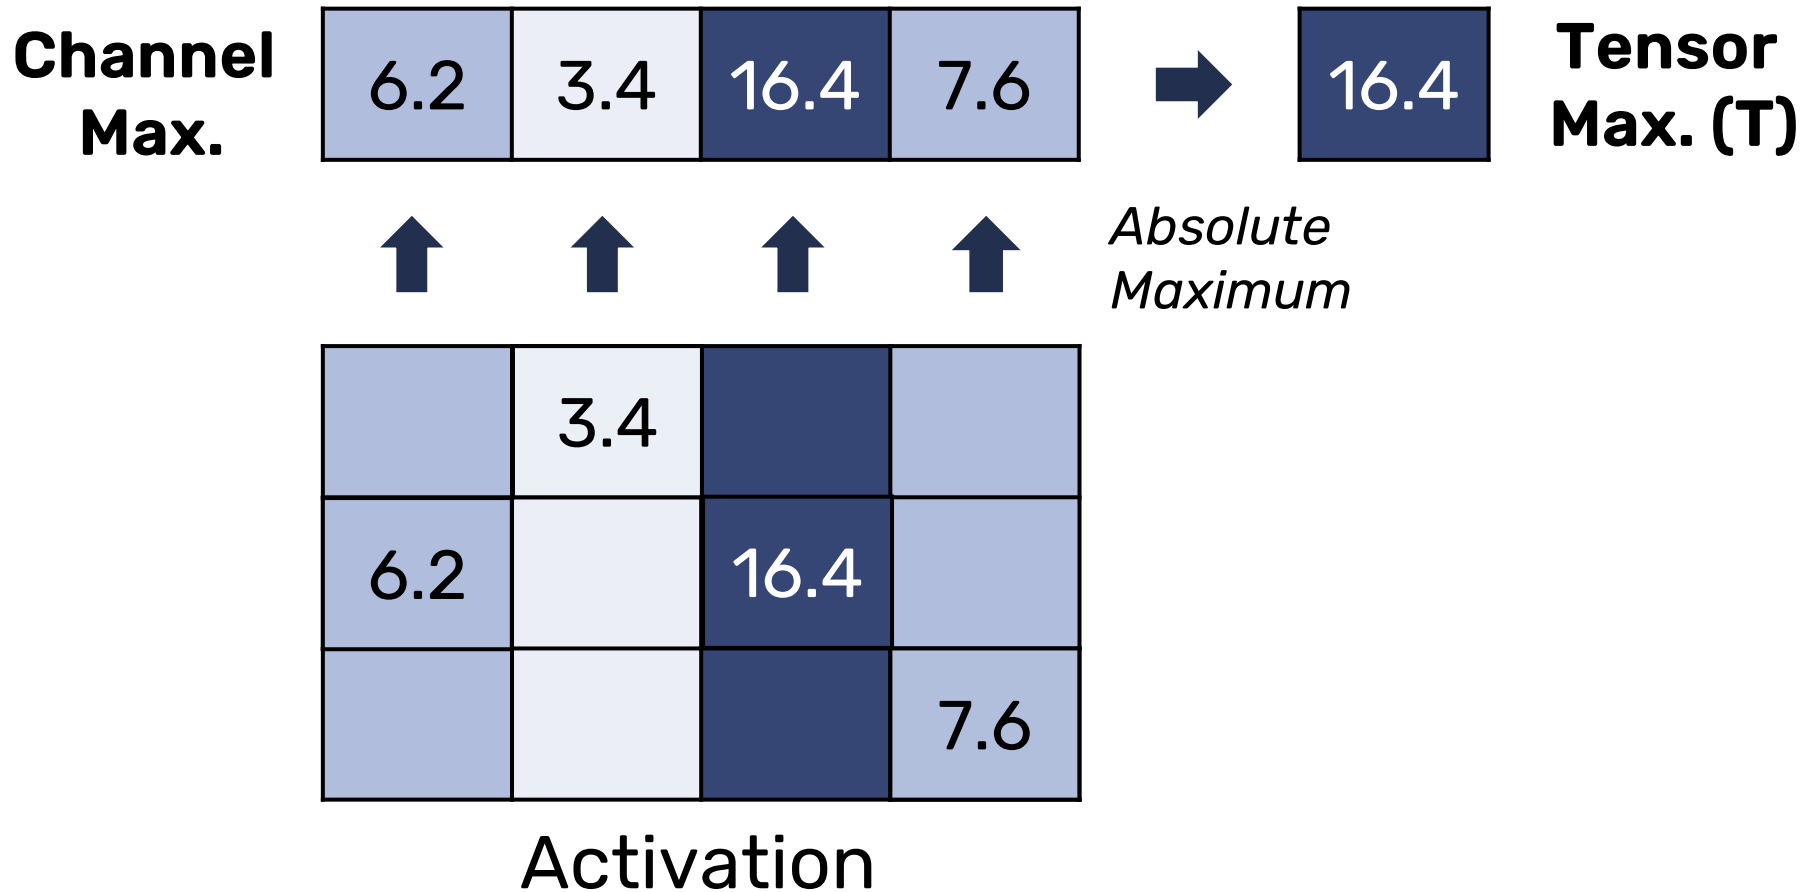 Channel
Max.
6.2 3.4 16.4 7.6
16.4
Tensor
Max. (T)
Absolute
Maximum
3.4
6.2 16.4
7.6
Activation